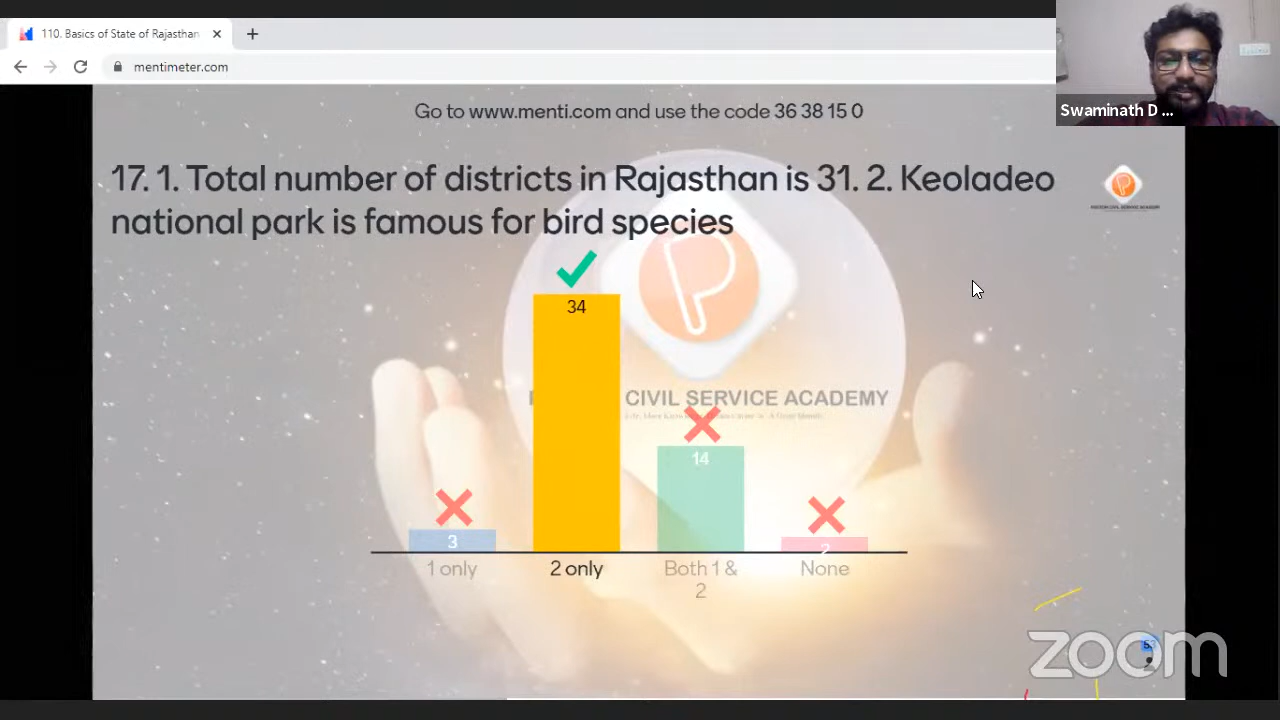 110. Basics of State of Rajasthan
mentimeter.com
Swaminath D ...
Go to www.menti.com and use the code 36 38 15 0
17. 1. Total number of districts in Rajasthan is 31. 2. Keoladeo
national park is famous for bird species
34
CIVIL SERVICE ACADEMY
14
3
2
1 only
2 only
Both 1 &
2
None
53
zoom